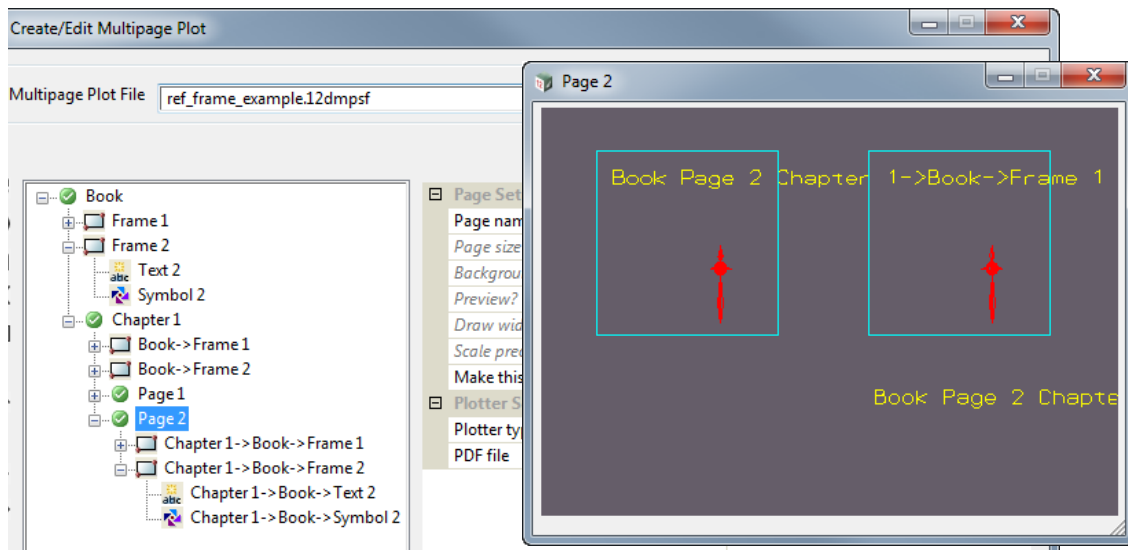 Create/Edit Multipage Plot
Multipage Plot File ref_frame_example.12dmpsf
Book
Frame 1
Frame 2
abc Text 2
Symbol 2
Chapter 1
Book->Frame 1
Book->Frame 2
Page 1
Page 2
Chapter 1->Book->Frame 1
Chapter 1->Book->Frame 2
abc Chapter 1->Book->Text 2
Chapter 1->Book->Symbol 2
Page Set
Page nam
Page size
Backgrou
Preview?
Draw wid
Scale prec
Make this
Plotter S
Plotter typ
PDF file
Page 2
Book Page 2 Chapter 1->Book->Frame 1
Book Page 2 Chapte